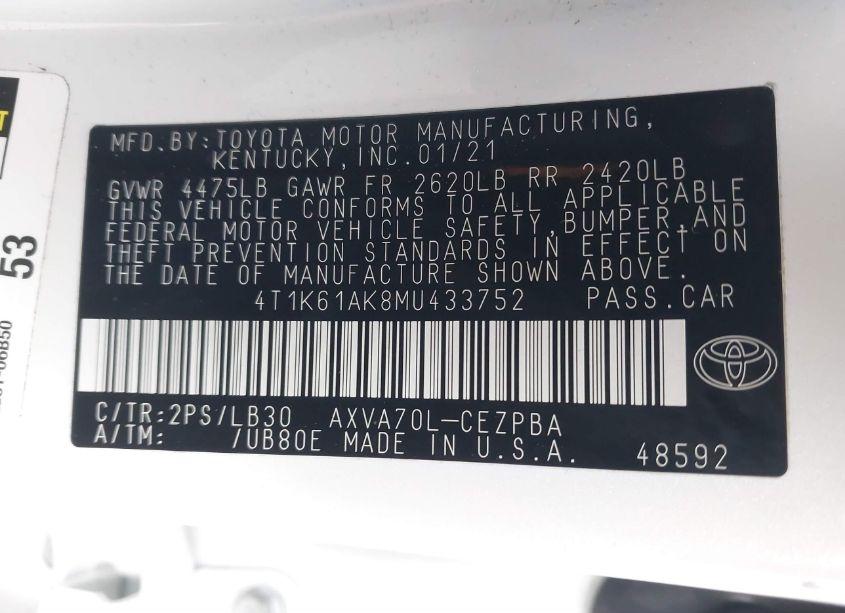 MFD.BY:TOYOTA MOTOR MANUFACTURING,
KENTUCKY,INC.01/21
GVWR 4475LB GAWR FR 2620LB RR 2420LB
THIS VEHICLE CONFORMS TO ALL APPLICABLE
FEDERAL MOTOR VEHICLE SAFETY,BUMPER,AND
THEFT PREVENTION STANDARDS IN EFFECT ON
THE DATE OF MANUFACTURE SHOWN ABOVE.
4T1K61AK8MU433752 PASS.CAR
C/TR:2PS/LB30 AXVA70L-CEZPBA
A/TM: /UB80E MADE IN U.S.A. 48592
53